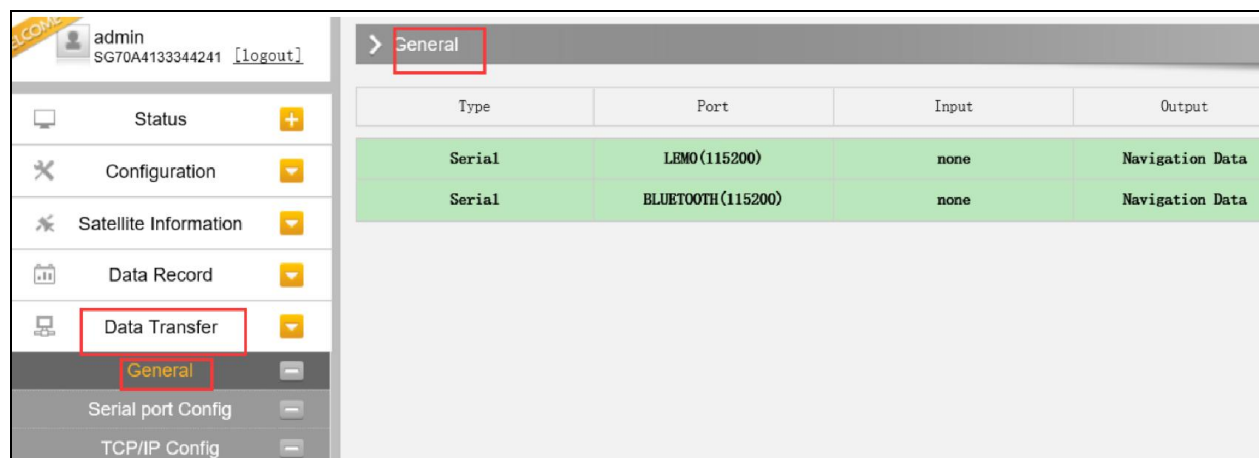 WELCOME
admin
SG70A4133344241 [logout]
Status
Configuration
Satellite Information
Data Record
Data Transfer
General
Serial port Config
TCP/IP Config
General
Type Port Input Output
Serial LEMO(115200) none Navigation Data
Serial BLUETOOTH(115200) none Navigation Data